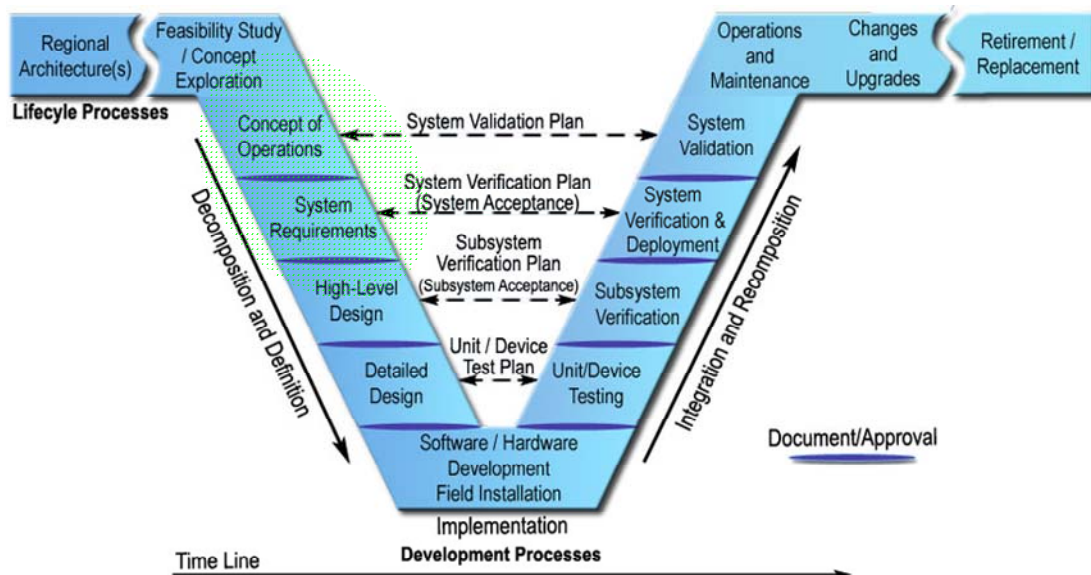 Regional
Architecture(s)
Feasibility Study
/ Concept
Exploration
Operations
and
Maintenance
Changes
and
Upgrades
Retirement /
Replacement
Lifecyle Processes
Concept of
Operations
System Validation Plan
System
Validation
System
Requirements
System Verification Plan
(System Acceptance)
System
Verification &
Deployment
High-Level
Design
Subsystem
Verification Plan
(Subsystem Acceptance)
Subsystem
Verification
Detailed
Design
Unit / Device
Test Plan
Unit/Device
Testing
Decomposition and Definition
Integration and Recomposition
Software / Hardware
Development
Field Installation
Document/Approval
Implementation
Development Processes
Time Line